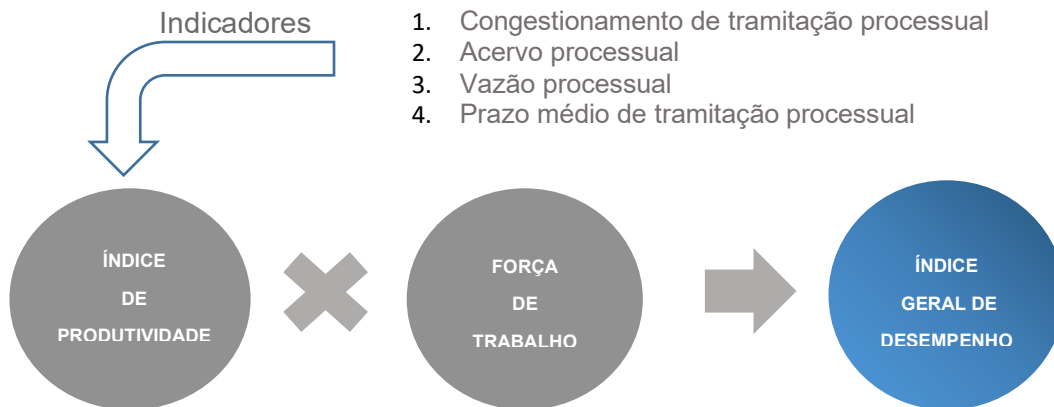 Indicadores
1. Congestionamento de tramitação processual
2. Acervo processual
3. Vazão processual
4. Prazo médio de tramitação processual
ÍNDICE
DE
PRODUTIVIDADE
FORÇA
DE
TRABALHO
ÍNDICE
GERAL DE
DESEMPENHO